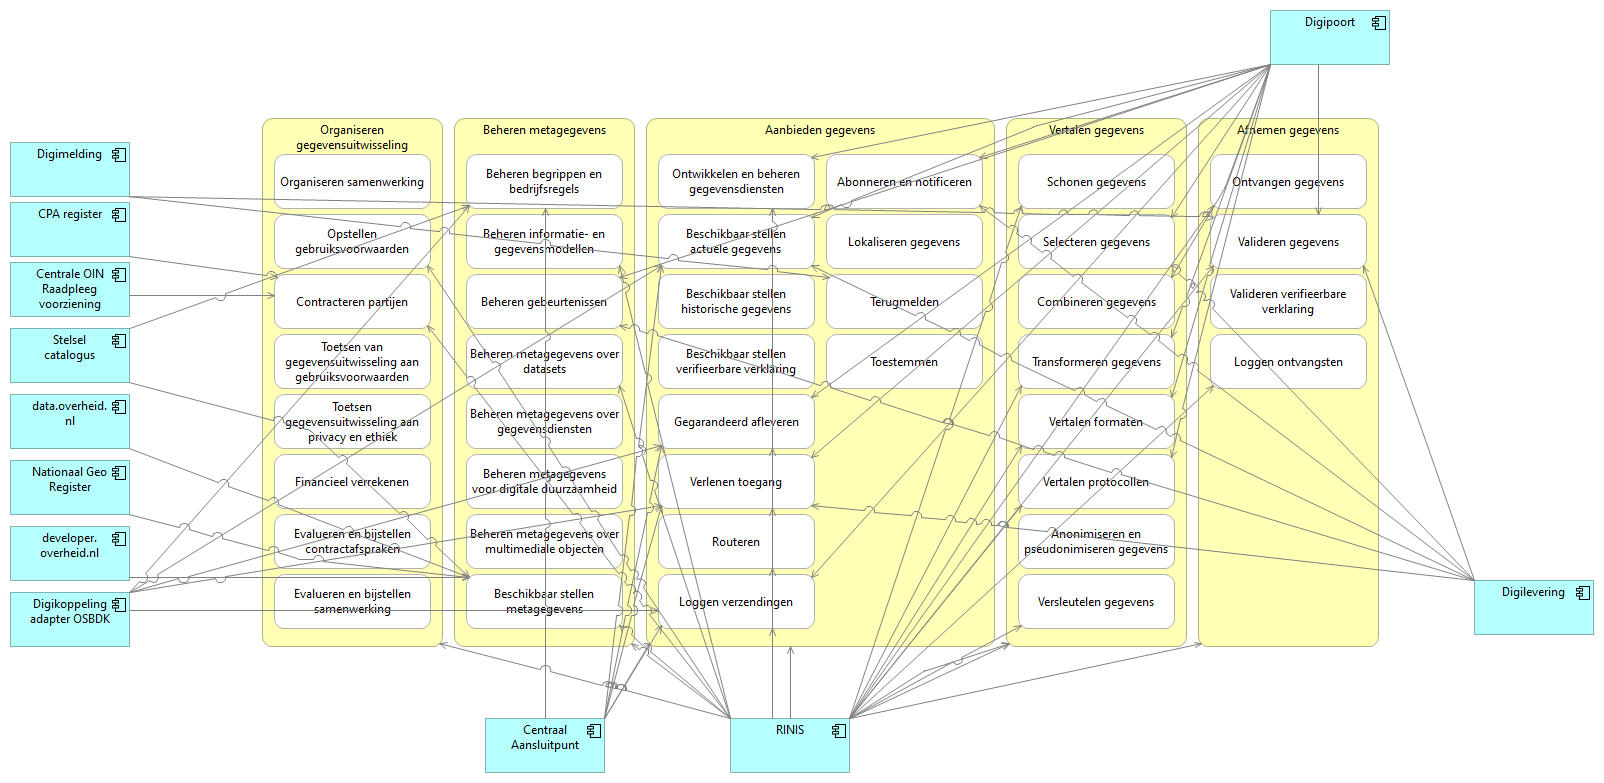 Digipoort
Digimelding
CPA register
Centrale OIN
Raadpleeg
voorziening
Stelsel
catalogus
data.overheid.
nl
Nationaal Geo
Register
developer.
overheid.nl
Digikoppeling
adapter OSBDK
Organiseren
gegevensuitwisseling
Organiseren samenwerking
Opstellen
gebruiksvoorwaarden
Contracteren partijen
Toetsen van
gegevensuitwisseling aan
gebruiksvoorwaarden
Toetsen
gegevensuitwisseling aan
privacy en ethiek
Financieel verrekenen
Evalueren en bijstellen
contractafspraken
Evalueren en bijstellen
samenwerking
Beheren metagegevens
Beheren begrippen en
bedrijfsregels
Beheren informatie- en
gegevensmodellen
Beheren gebeurtenissen
Beheren metagegevens over
datasets
Beheren metagegevens over
gegevensdiensten
Beheren metagegevens
voor digitale duurzaamheid
Beheren metagegevens over
multimediale objecten
Beschikbaar stellen
metagegevens
Aanbieden gegevens
Ontwikkelen en beheren
gegevensdiensten
Beschikbaar stellen
actuele gegevens
Beschikbaar stellen
historische gegevens
Beschikbaar stellen
verifieerbare verklaring
Gegarandeerd afleveren
Verlenen toegang
Routeren
Loggen verzendingen
Abonneren en notificeren
Lokaliseren gegevens
Terugmelden
Toestemmen
Vertalen gegevens
Schonen gegevens
Selecteren gegevens
Combineren gegevens
Transformeren gegevens
Vertalen formaten
Vertalen protocollen
Anonimiseren en
pseudonimiseren gegevens
Versleutelen gegevens
Afnemen gegevens
Ontvangen gegevens
Valideren gegevens
Valideren verifieerbare
verklaring
Loggen ontvangsten
Digilevering
Centraal
Aansluitpunt
RINIS